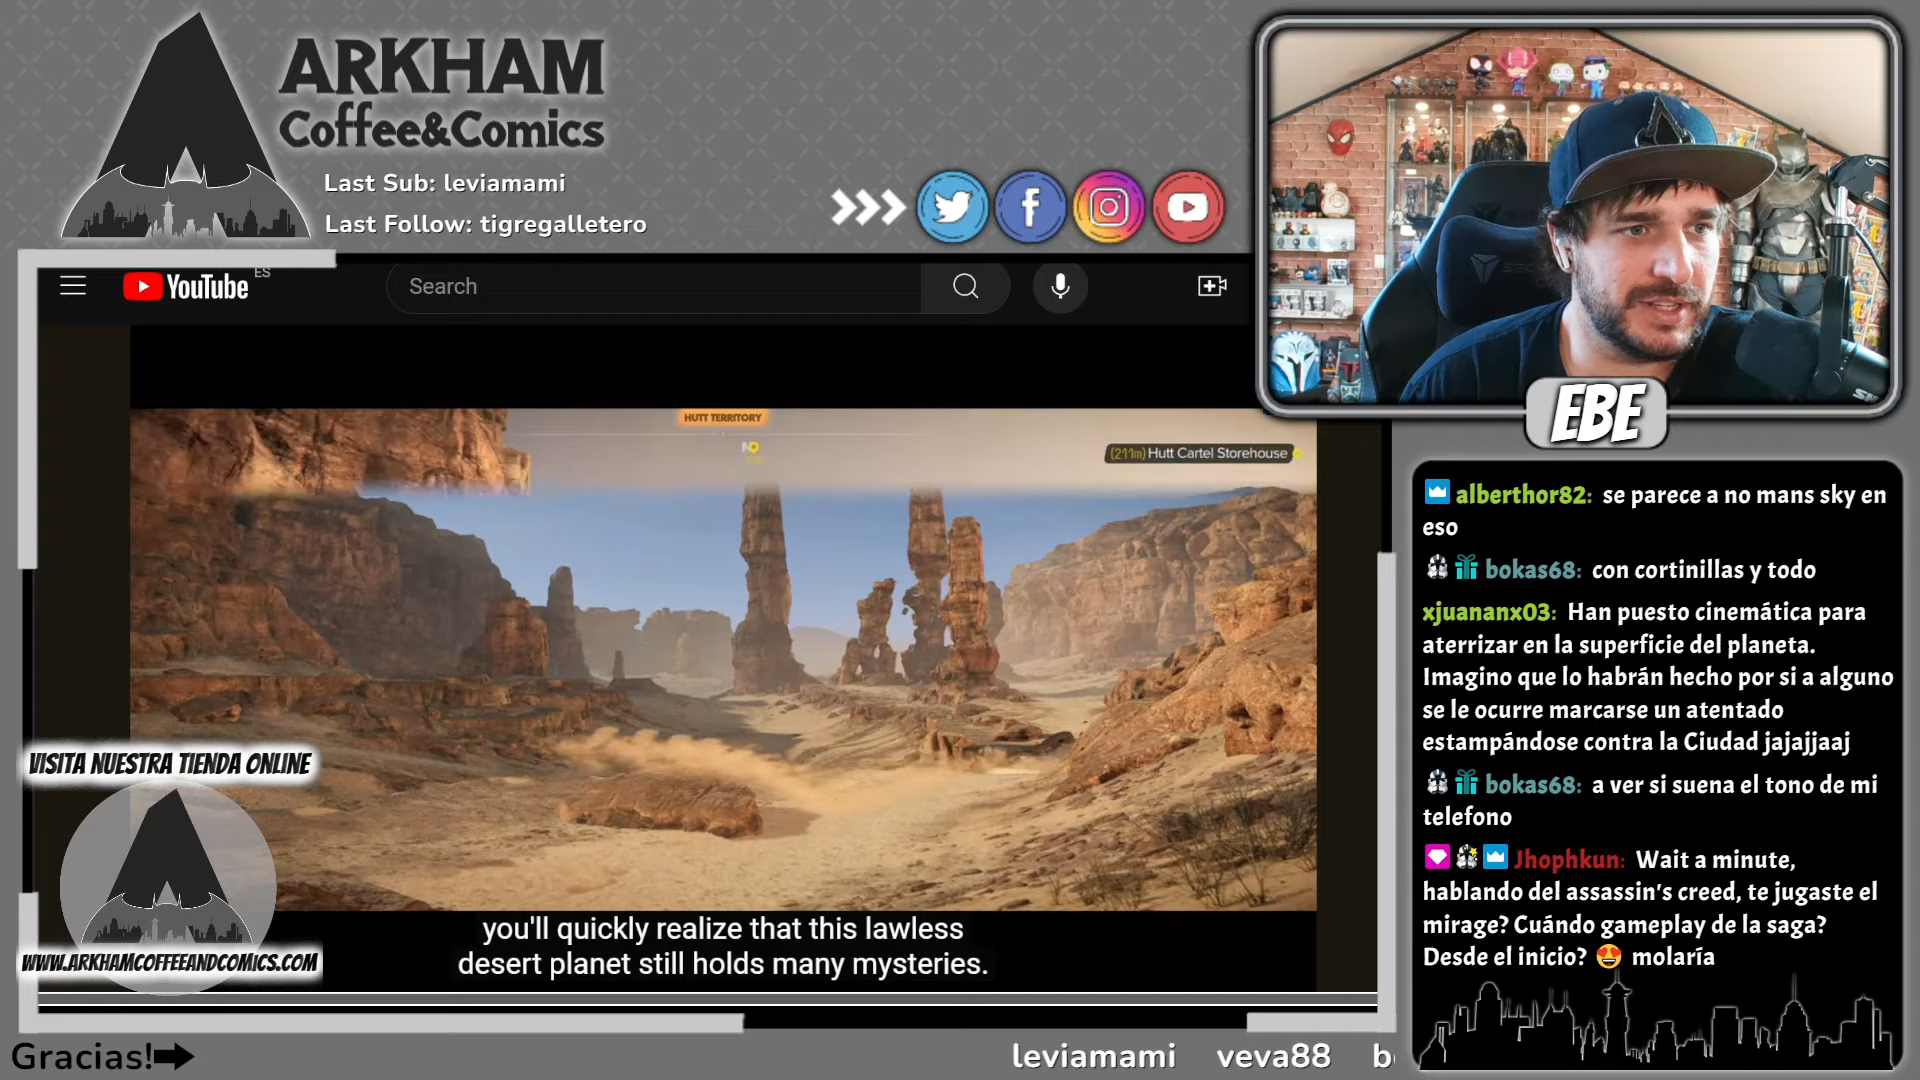 ARKHAM
Coffee&Comics
Last Sub: leviamami
Last Follow: tigregalletero
YouTube
ES
Search
HUTT TERRITORY
(211m) Hutt Cartel Storehouse
EBE
alberthor82: se parece a no mans sky en
eso
bokas68: con cortinillas y todo
xjuananx03: Han puesto cinemática para
aterrizar en la superfície del planeta.
Imagino que lo habrán hecho por si a alguno
se le ocurre marcarse un atentado
estampándose contra la Ciudad jajajjaaj
bokas68: a ver si suena el tono de mi
telefono
Jhophkun: Wait a minute,
hablando del assassin's creed, te jugaste el
mirage? Cuándo gameplay de la saga?
Desde el inicio? 😍 molaría
VISITA NUESTRA TIENDA ONLINE
WWW.ARKHAMCOFFEEANDCOMICS.COM
you'll quickly realize that this lawless
desert planet still holds many mysteries.
Gracias!
leviamami veva88